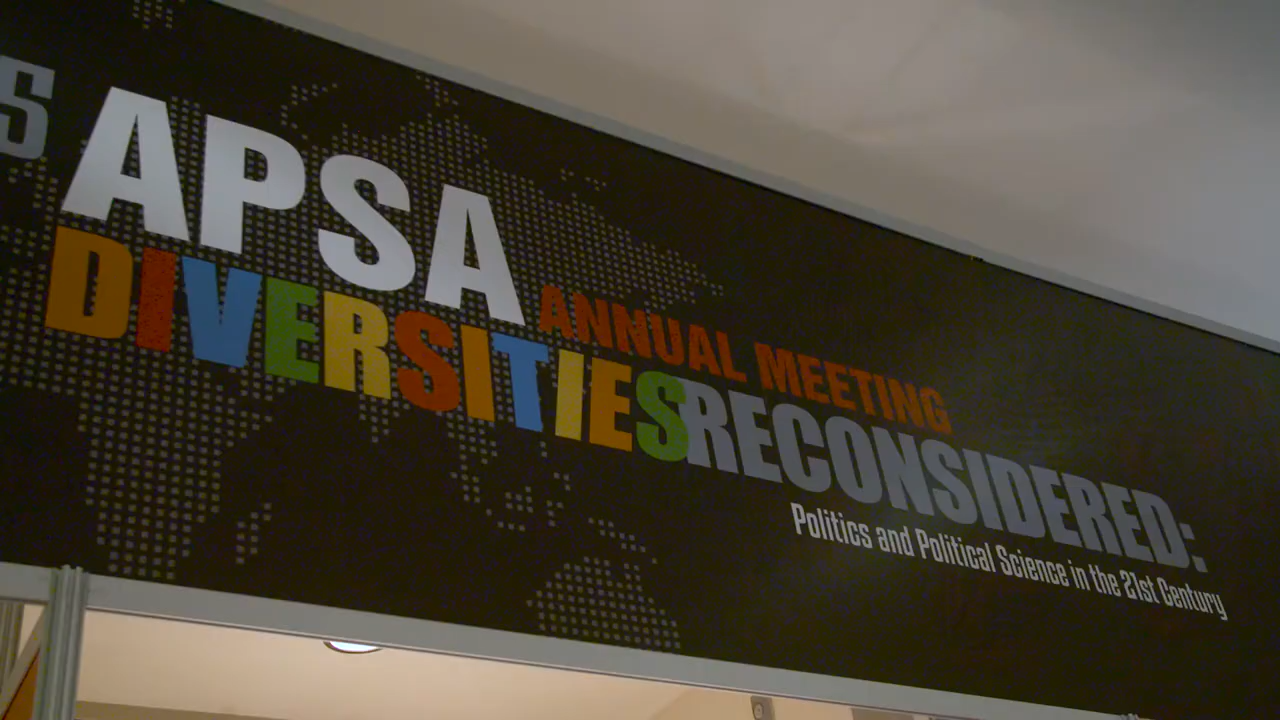 S
APSA
ANNUAL MEETING
DIVERSITIES RECONSIDERED:
Politics and Political Science in the 21st Century